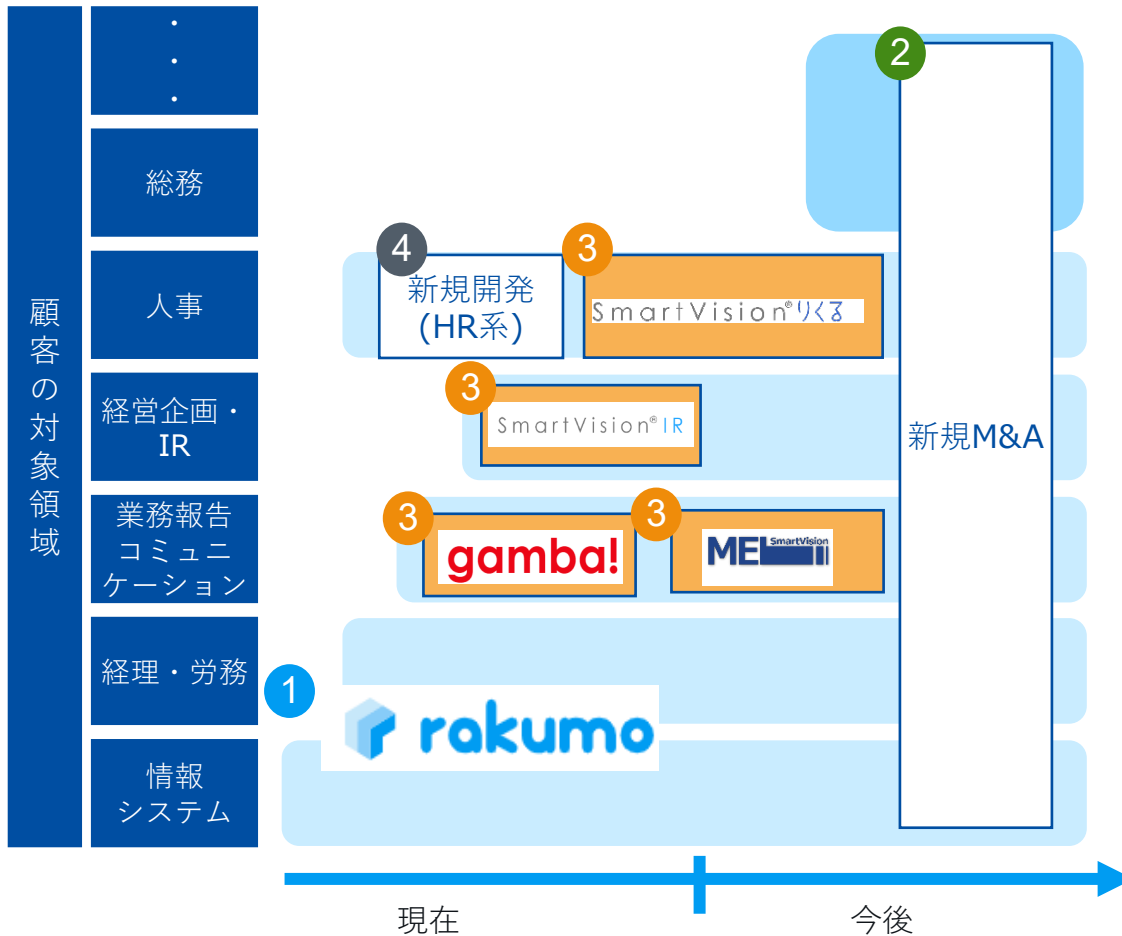 顧客の対象領域
・
・
・
総務
人事
経営企画・
IR
業務報告
コミュニ
ケーション
経理・労務
情報
システム
2
4
新規開発
(HR系)
3
SmartVision®りくる
3
SmartVision®IR
3
gamba!
3
ME SmartVision
1
rakumo
新規M&A
現在
今後